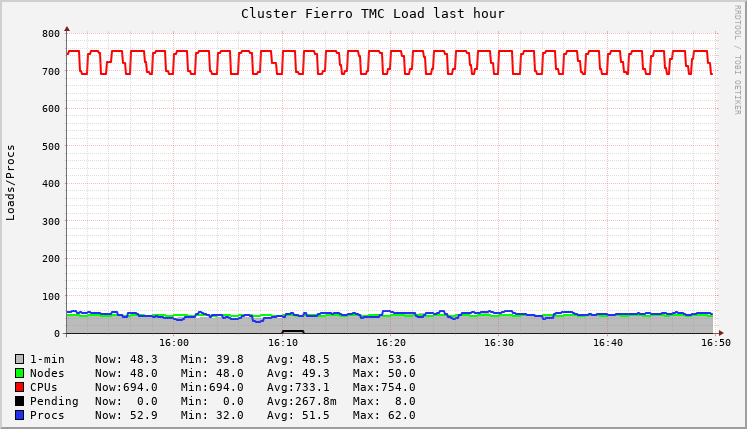 Cluster Fierro TMC Load last hour
RRDTOOL / TOBI OETIKER
Loads/Procs
800
700
600
500
400
300
200
100
0
16:00 16:10 16:20 16:30 16:40 16:50
1-min Now: 48.3 Min: 39.8 Avg: 48.5 Max: 53.6
Nodes Now: 48.0 Min: 48.0 Avg: 49.3 Max: 50.0
CPUs Now:694.0 Min:694.0 Avg:733.1 Max:754.0
Pending Now: 0.0 Min: 0.0 Avg:267.8m Max: 8.0
Procs Now: 52.9 Min: 32.0 Avg: 51.5 Max: 62.0